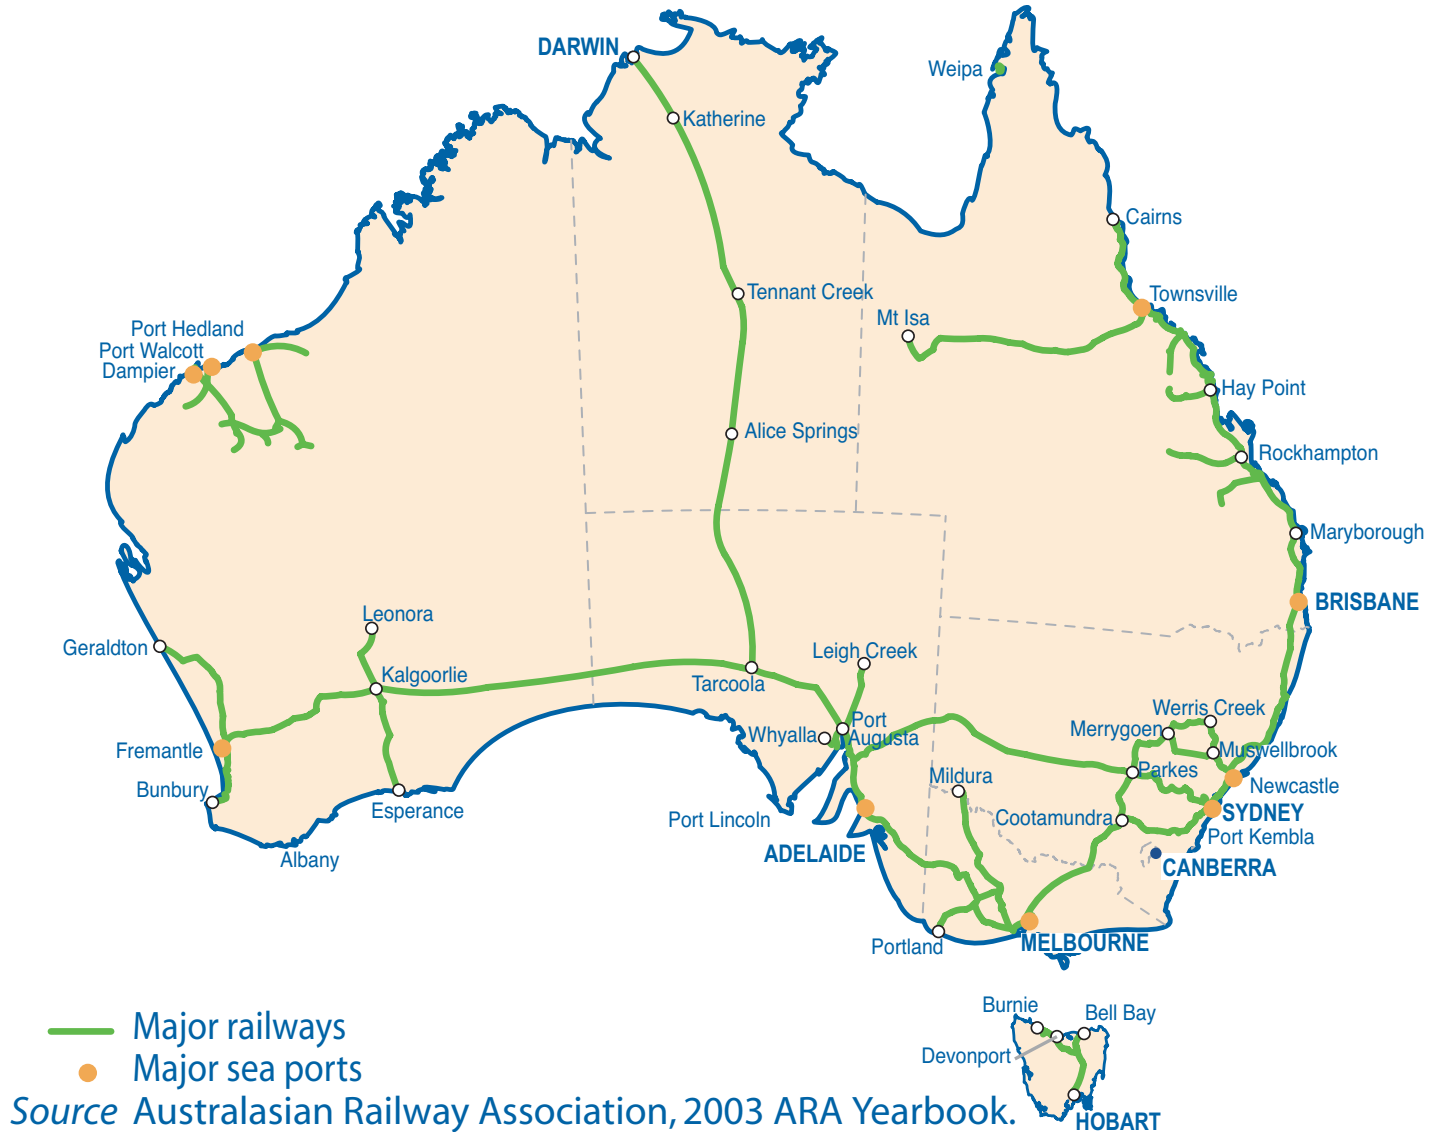 DARWIN
Weipa
Katherine
Cairns
Tennant Creek
Townsville
Mt Isa
Port Hedland
Port Walcott
Dampier
Hay Point
Alice Springs
Rockhampton
Maryborough
BRISBANE
Leonora
Geraldton
Leigh Creek
Kalgoorlie
Tarcoola
Werris Creek
Port
Augusta
Merrygoen
Whyalla
Fremantle
Muswellbrook
Parkes
Mildura
Newcastle
Bunbury
Esperance
Port Lincoln
Cootamundra
SYDNEY
Port Kembla
Albany
ADELAIDE
CANBERRA
Portland
MELBOURNE
Burnie
Bell Bay
Devonport
HOBART
Major railways
Major sea ports
Source Australasian Railway Association, 2003 ARA Yearbook.